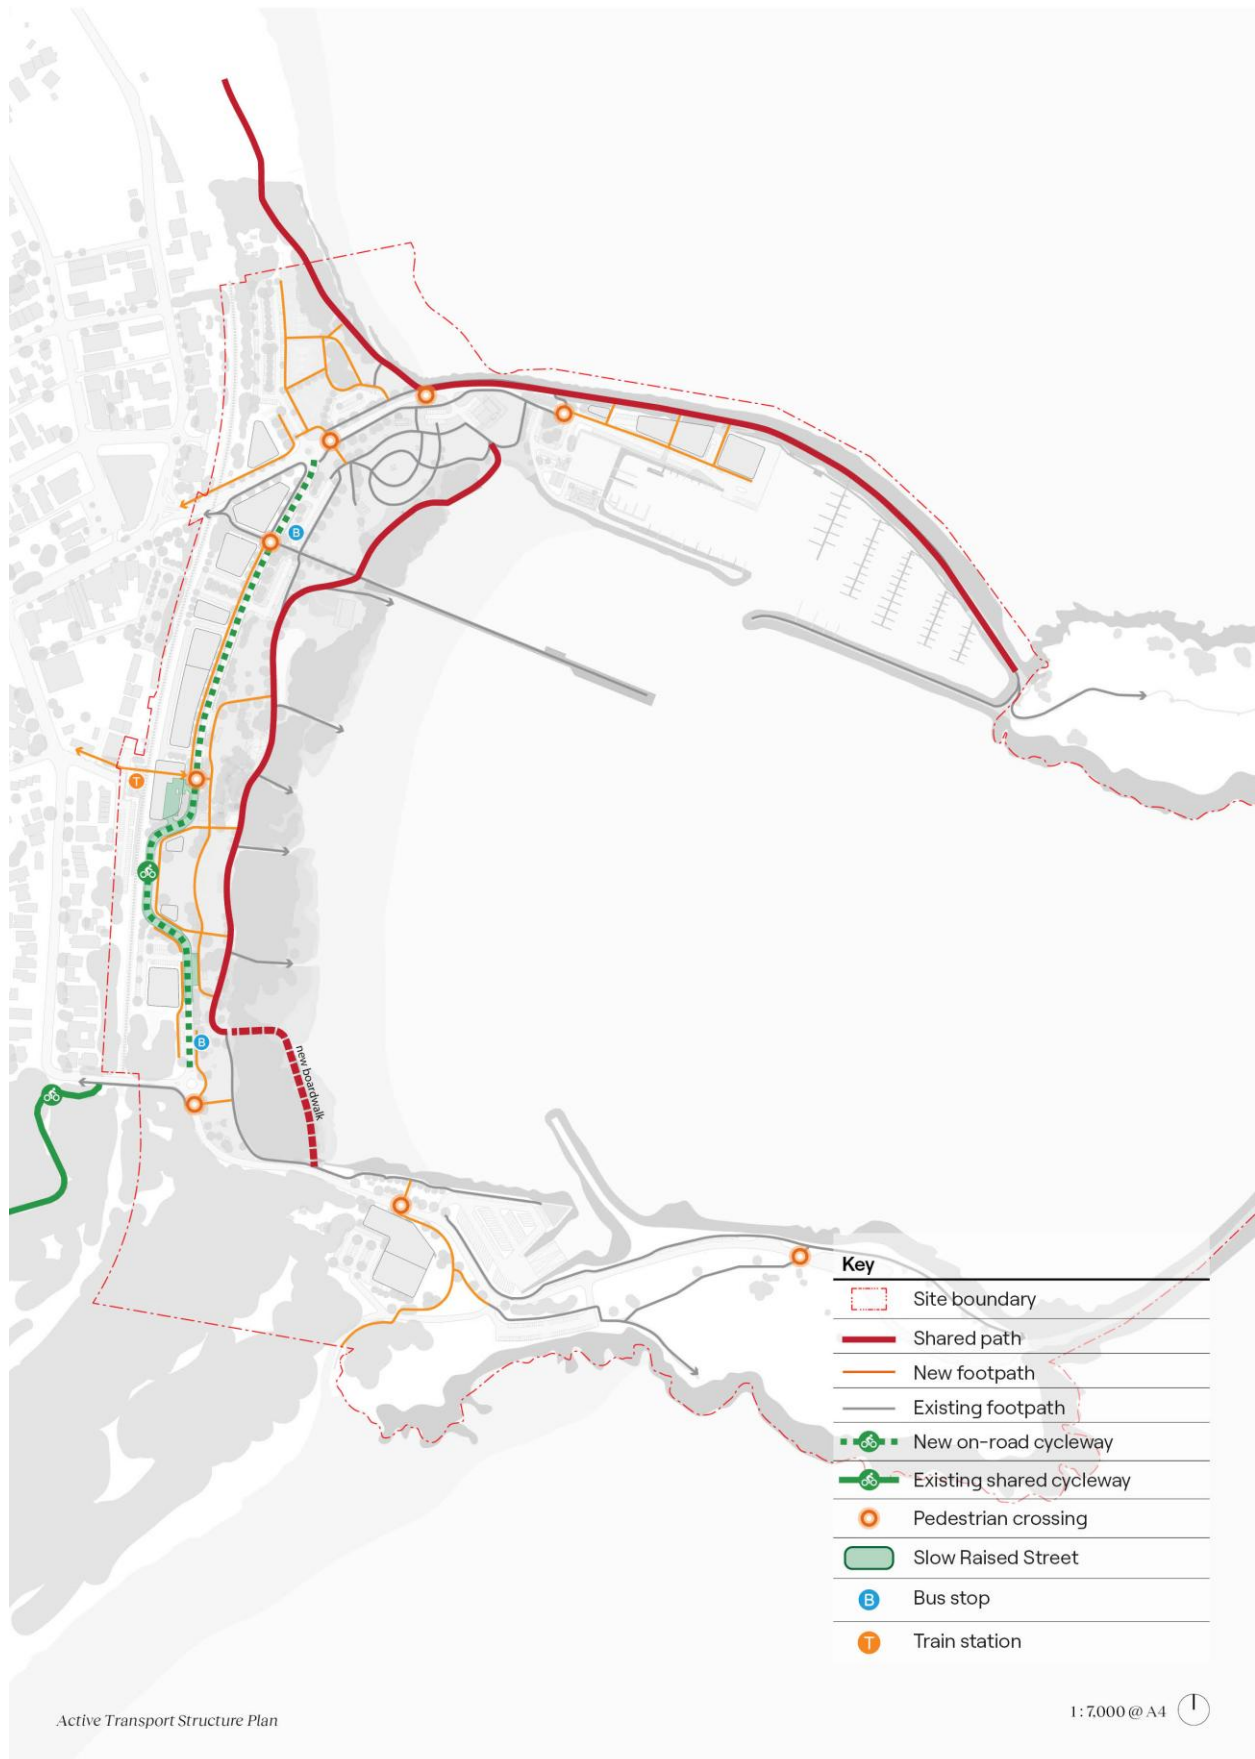 B
T
B
new boardwalk
Key
Site boundary
Shared path
New footpath
Existing footpath
New on-road cycleway
Existing shared cycleway
Pedestrian crossing
Slow Raised Street
B Bus stop
T Train station
Active Transport Structure Plan
1 : 7,000 @ A4